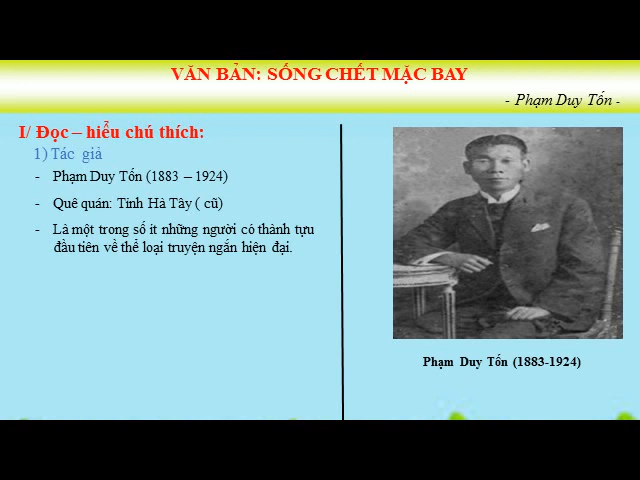 VĂN BẢN: SỐNG CHẾT MẶC BAY
- Phạm Duy Tốn -
I/ Đọc – hiểu chú thích:
1) Tác giả
- Phạm Duy Tốn (1883 – 1924)
- Quê quán: Tỉnh Hà Tây ( cũ)
- Là một trong số ít những người có thành tựu
đầu tiên về thể loại truyện ngắn hiện đại.
Phạm Duy Tốn (1883-1924)